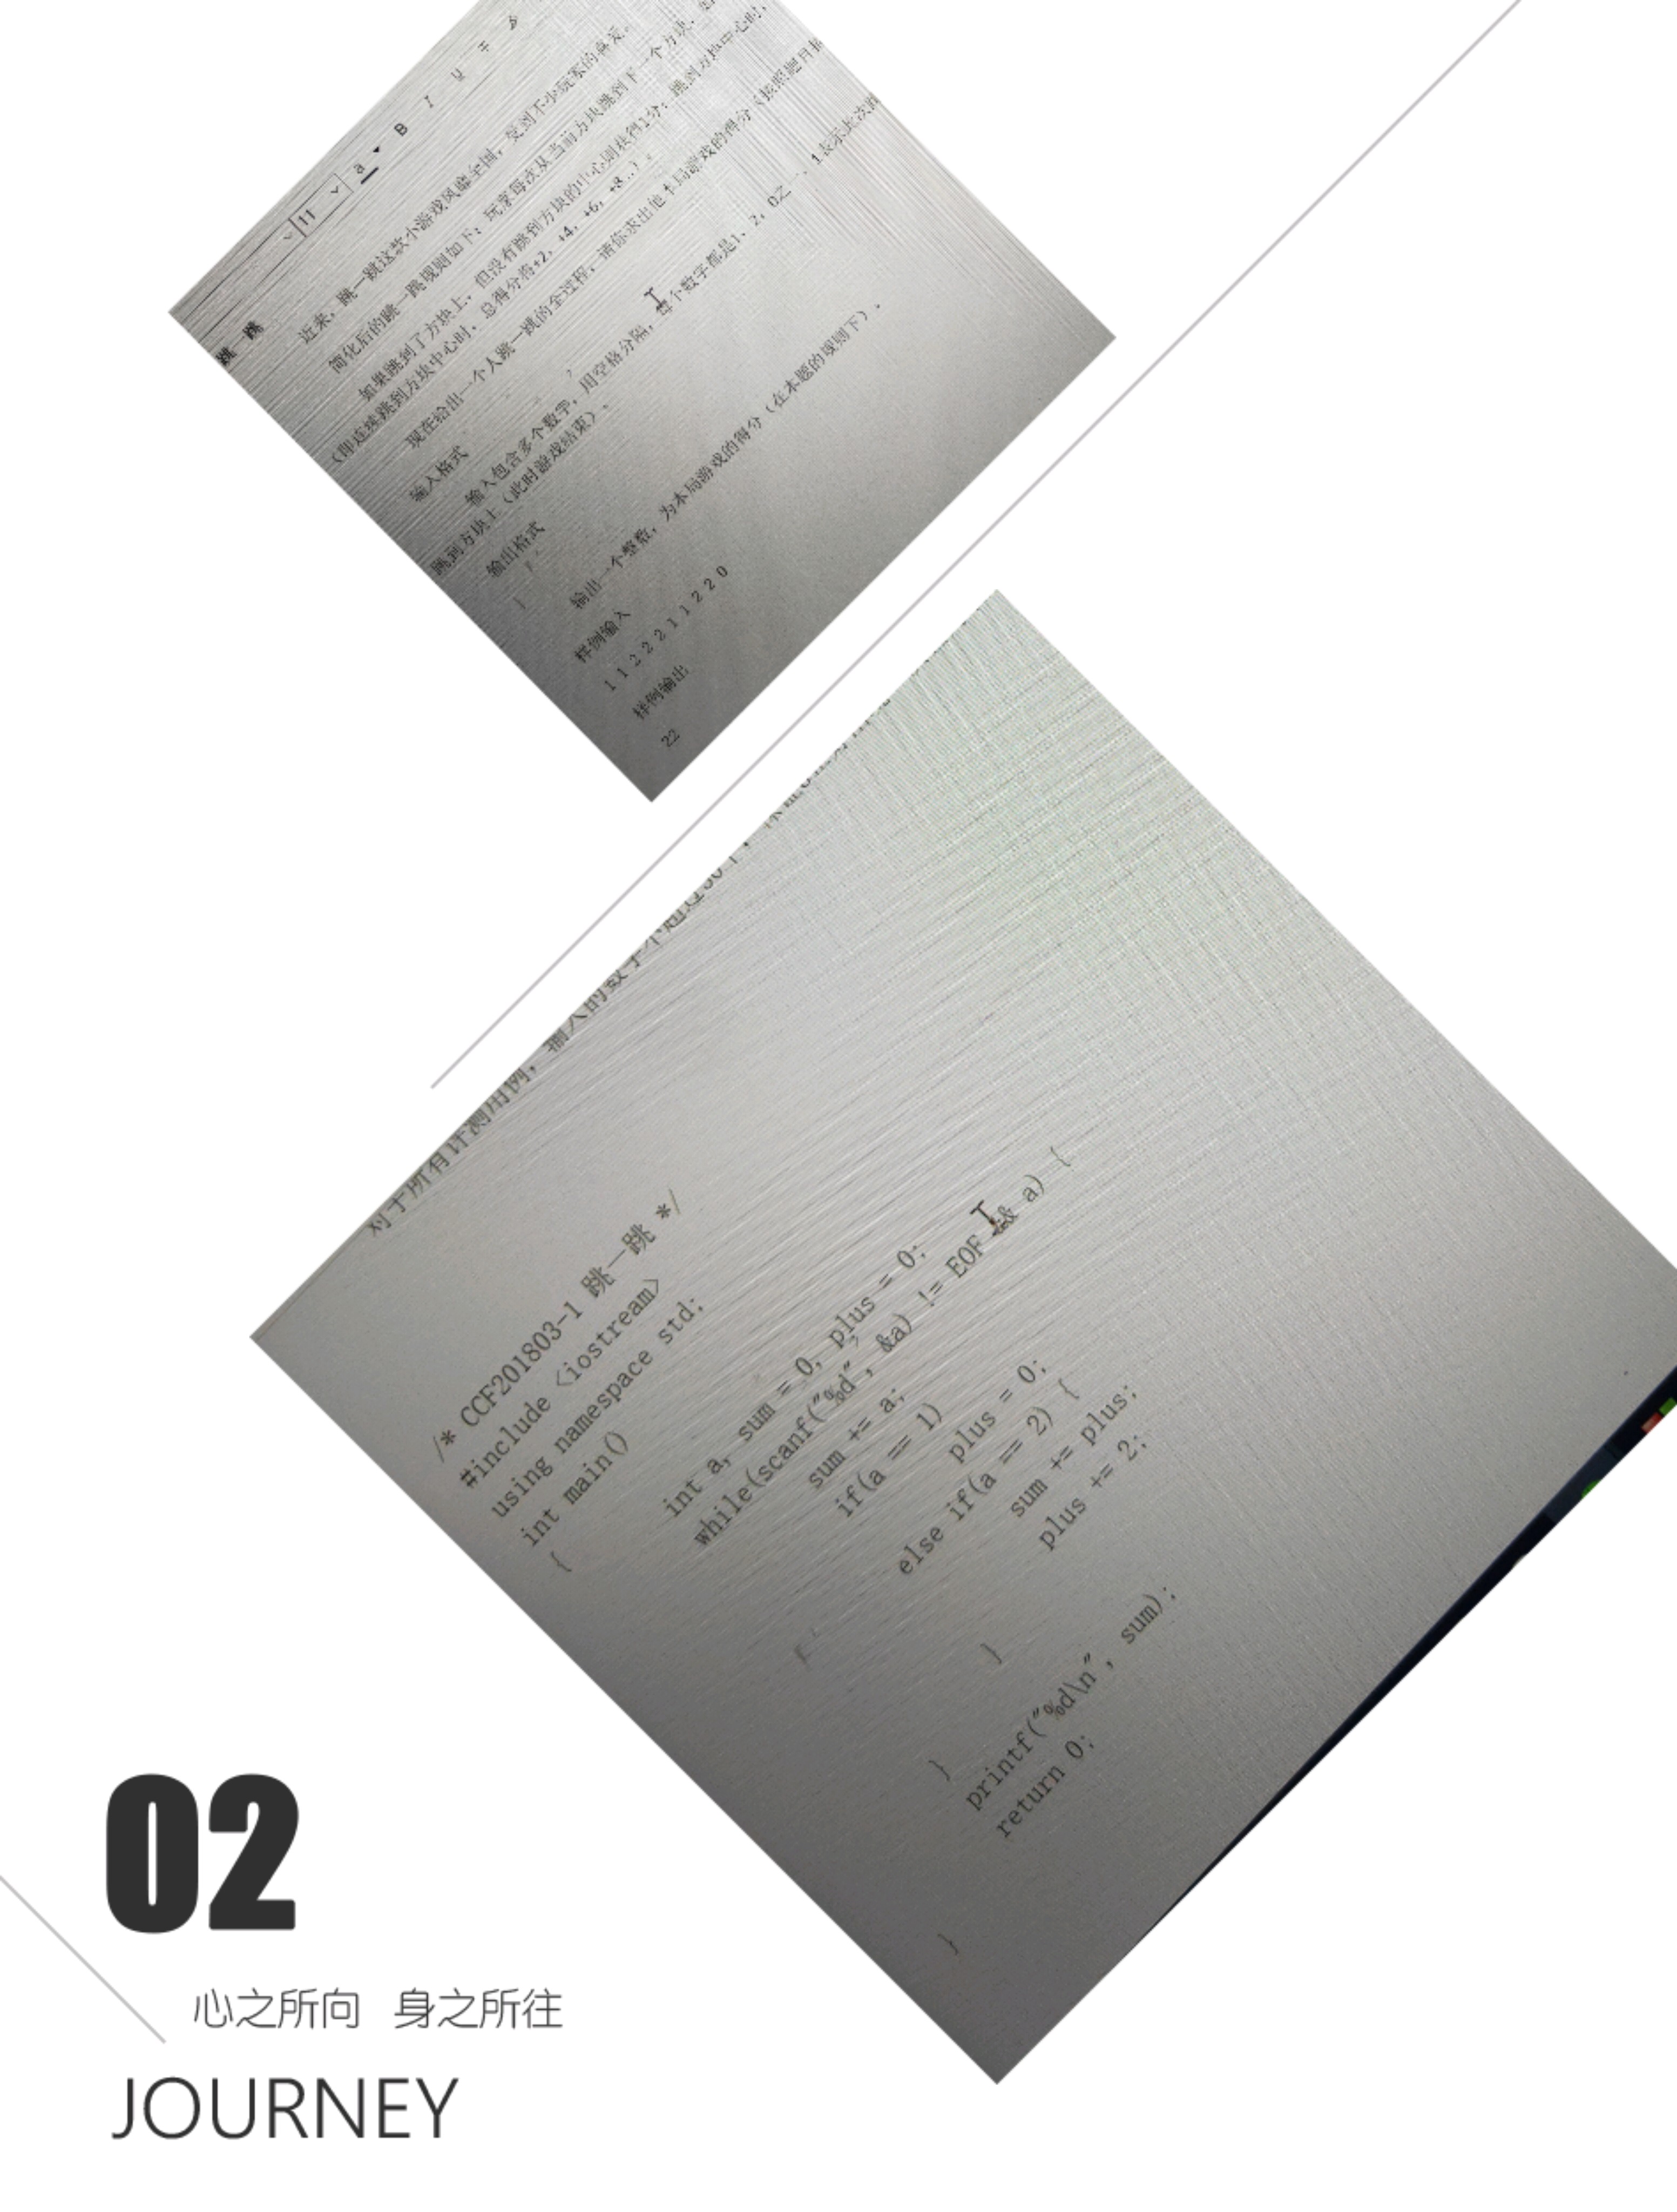 11 a B I U
跳一跳
近来,跳一跳这款小游戏风靡全国,受到不少玩家的喜爱。
简化后的跳一跳规则如下:玩家每次从当前方块跳到下一个方块,
如果跳到了方块上,但没有跳到方块的中心则获得1分;跳到方块中心时,
(即连续跳到方块中心时,总得分将+2,+4,+6,+8...)。
现在给出一个人跳一跳的全过程,请你求出他本局游戏的得分(按照题目
输入格式
输入包含多个数字,用空格分隔,每个数字都是1,2,0之一,1表示此次跳
跳到方块上(此时游戏结束)。
输出格式
输出一个整数,为本局游戏的得分(在本题的规则下)。
样例输入
1 1 2 2 2 1 1 2 2 0
样例输出
22
对于所有评测用例,输入的数字不超过30个,
/* CCF201803-1 跳一跳 */
#include <iostream>
using namespace std;
int main()
{
int a, sum = 0, plus = 0;
while(scanf("%d", &a) != EOF && a) {
sum += a;
if(a == 1)
plus = 0;
else if(a == 2) {
sum += plus;
plus += 2;
}
}
printf("%d\n", sum);
return 0;
}
02
心之所向 身之所往
JOURNEY